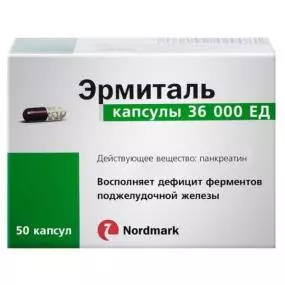 Эрмиталь
капсулы 36 000 ЕД
Действующее вещество: панкреатин
Восполняет дефицит ферментов
поджелудочной железы
50 капсул
Nordmark